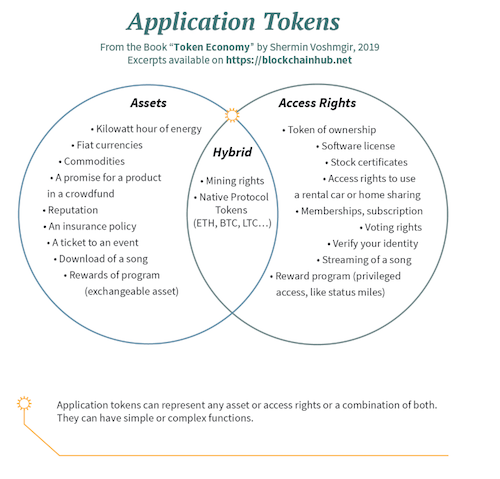 Application Tokens
From the Book “Token Economy” by Shermin Voshmgir, 2019
Excerpts available on https://blockchainhub.net
Assets
• Kilowatt hour of energy
• Fiat currencies
• Commodities
• A promise for a product
in a crowdfund
• Reputation
• An insurance policy
• A ticket to an event
• Download of a song
• Rewards of program
(exchangeable asset)
Hybrid
• Mining rights
• Native Protocol
Tokens
(ETH, BTC, LTC…)
Access Rights
• Token of ownership
• Software license
• Stock certificates
• Access rights to use
a rental car or home sharing
• Memberships, subscription
• Voting rights
• Verify your identity
• Streaming of a song
• Reward program (privileged
access, like status miles)
Application tokens can represent any asset or access rights or a combination of both.
They can have simple or complex functions.